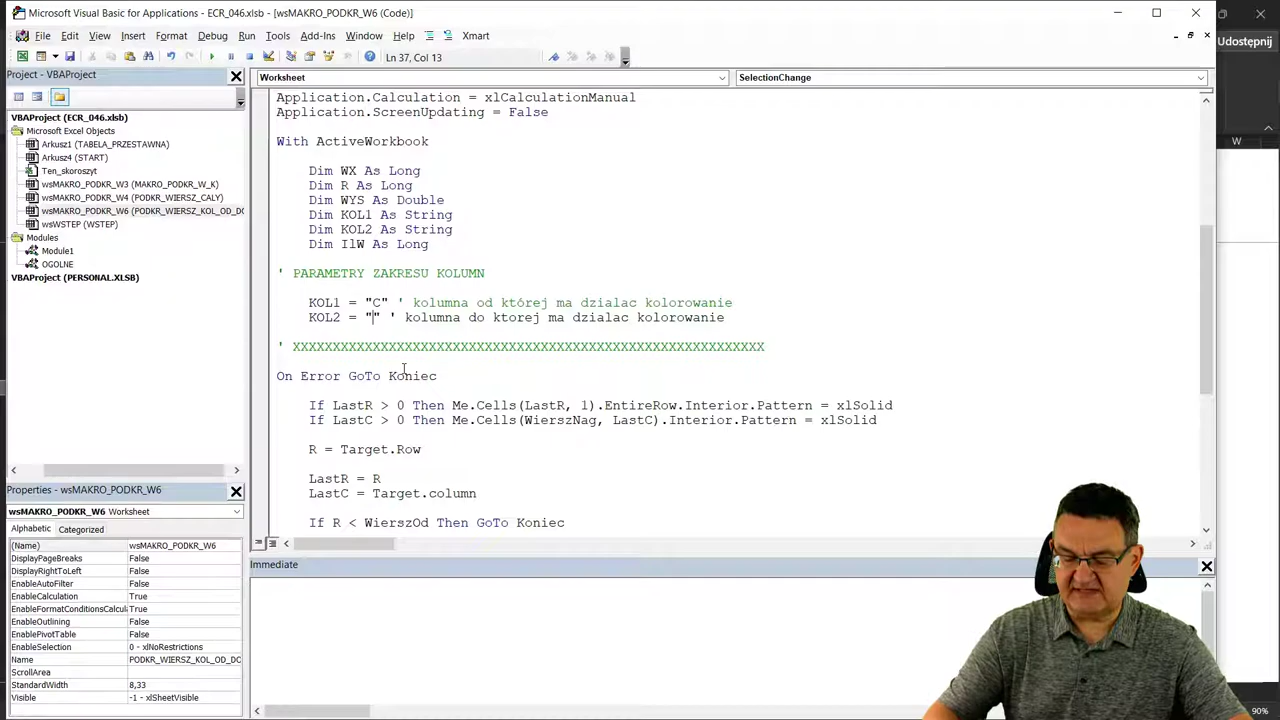 Microsoft Visual Basic for Applications - ECR_046.xlsb - [wsMAKRO_PODKR_W6 (Code)]
File Edit View Insert Format Debug Run Tools Add-Ins Window Help Xmart
Udostępnij
Ln 37, Col 13
Project - VBAProject
VBAProject (ECR_046.xlsb)
Microsoft Excel Objects
Arkusz1 (TABELA_PRZESTAWNA)
Arkusz4 (START)
Ten_skoroszyt
wsMAKRO_PODKR_W3 (MAKRO_PODKR_W_K)
wsMAKRO_PODKR_W4 (PODKR_WIERSZ_CALY)
wsMAKRO_PODKR_W6 (PODKR_WIERSZ_KOL_OD_DO
wsWSTEP (WSTEP)
Modules
Module1
OGOLNE
VBAProject (PERSONAL.XLSB)
Properties - wsMAKRO_PODKR_W6
wsMAKRO_PODKR_W6 Worksheet
Alphabetic Categorized
(Name) wsMAKRO_PODKR_W6
DisplayPageBreaks False
DisplayRightToLeft False
EnableAutoFilter False
EnableCalculation True
EnableFormatConditionsCalcula True
EnableOutlining False
EnablePivotTable False
EnableSelection 0 - xlNoRestrictions
Name PODKR_WIERSZ_KOL_OD_DO
ScrollArea
StandardWidth 8,33
Visible -1 - xlSheetVisible
Worksheet SelectionChange
Application.Calculation = xlCalculationManual
Application.ScreenUpdating = False
With ActiveWorkbook
Dim WX As Long
Dim R As Long
Dim WYS As Double
Dim KOL1 As String
Dim KOL2 As String
Dim IlW As Long
' PARAMETRY ZAKRESU KOLUMN
KOL1 = "C" ' kolumna od której ma dzialac kolorowanie
KOL2 = "" ' kolumna do ktorej ma dzialac kolorowanie
' XXXXXXXXXXXXXXXXXXXXXXXXXXXXXXXXXXXXXXXXXXXXXXXXXXXXXXXXXXX
On Error GoTo Koniec
If LastR > 0 Then Me.Cells(LastR, 1).EntireRow.Interior.Pattern = xlSolid
If LastC > 0 Then Me.Cells(WierszNag, LastC).Interior.Pattern = xlSolid
R = Target.Row
LastR = R
LastC = Target.column
If R < WierszOd Then GoTo Koniec
Immediate
W
90%